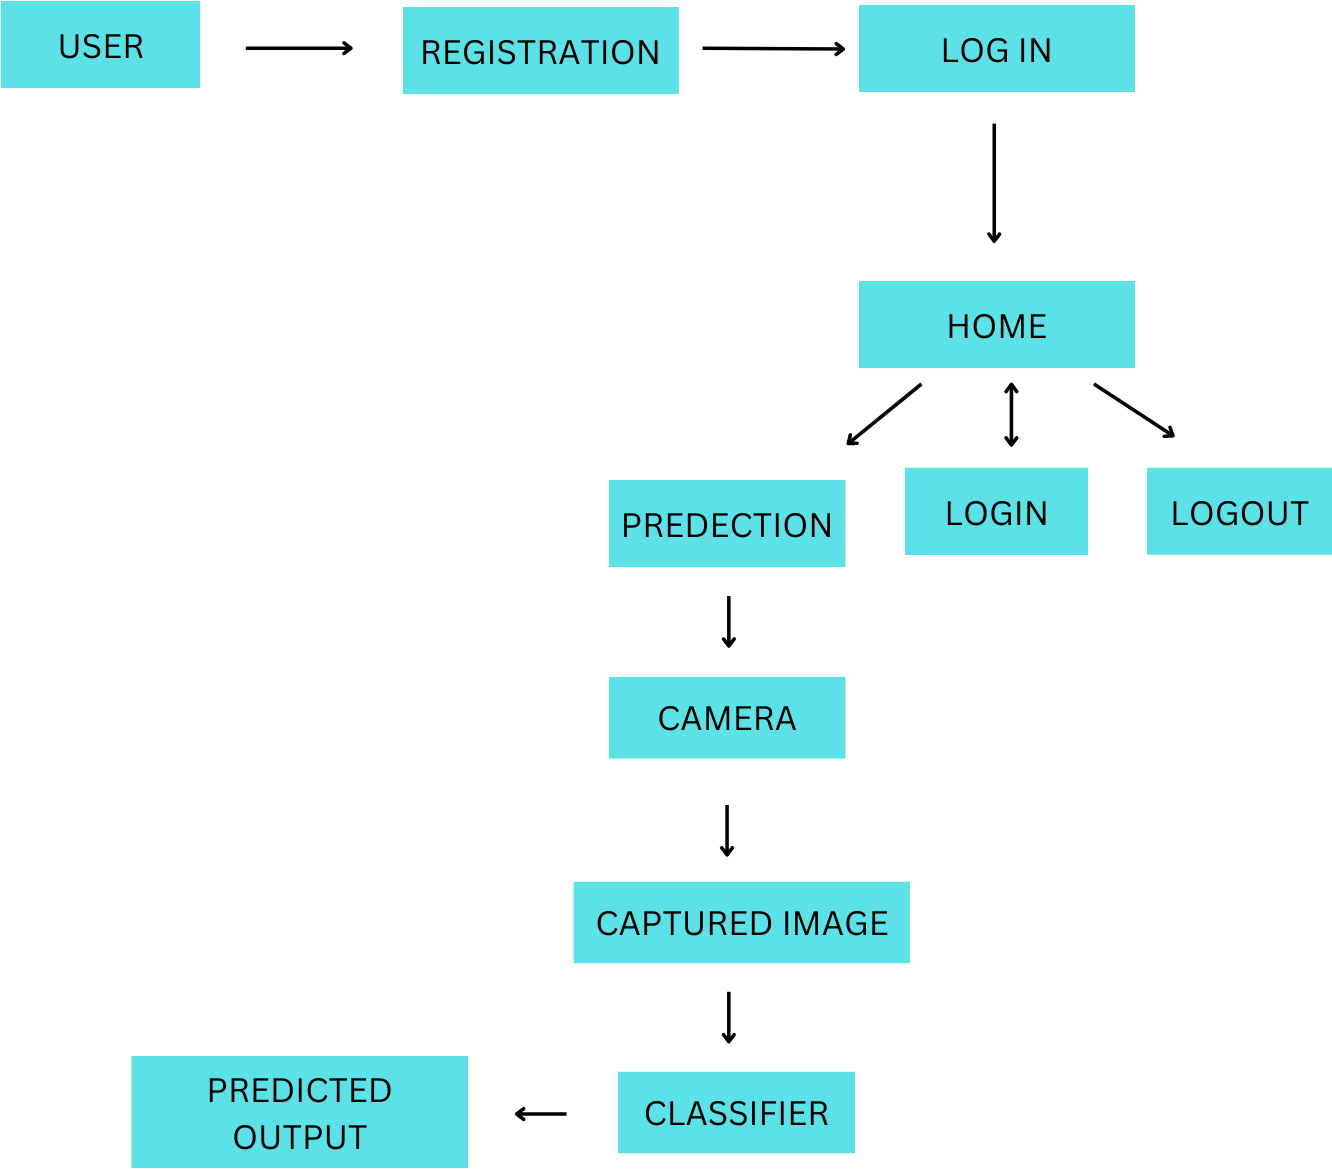 USER
REGISTRATION
LOG IN
HOME
PREDECTION
LOGIN
LOGOUT
CAMERA
CAPTURED IMAGE
CLASSIFIER
PREDICTED
OUTPUT